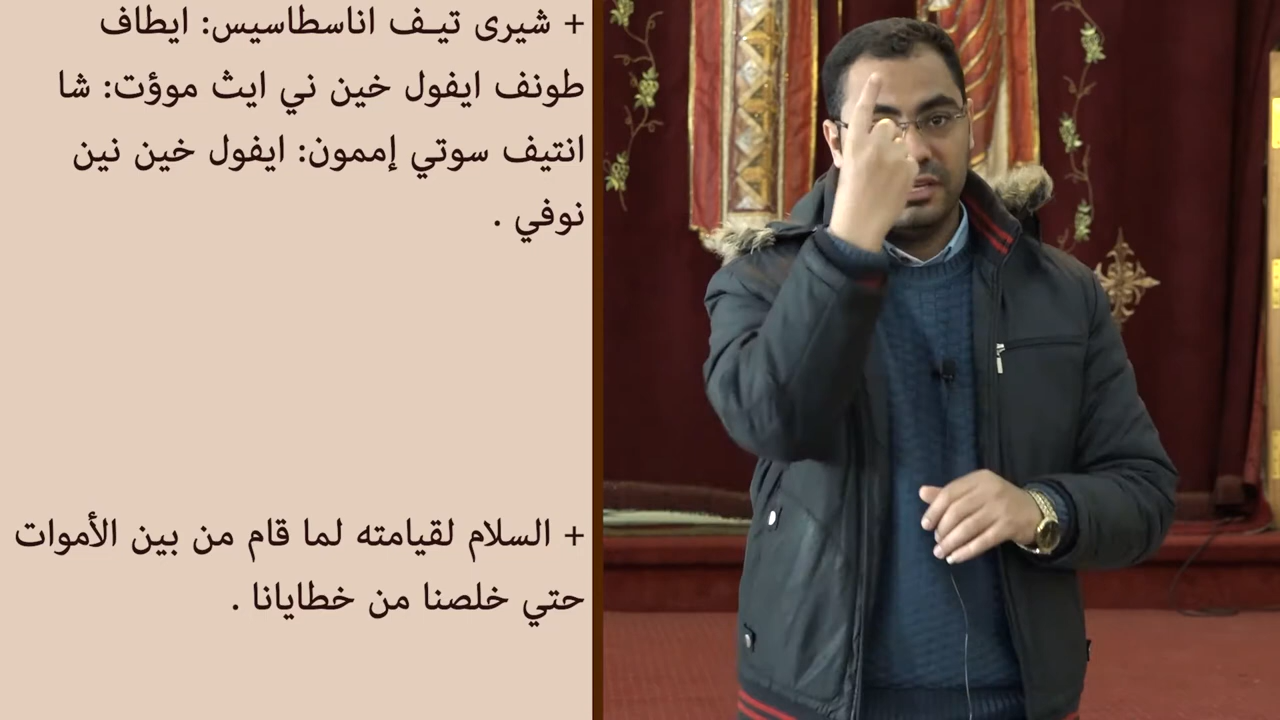 + شيرى تيـف اناسطاسيس: ايطاف
طونف ايفول خين ني ايث موؤت: شا
انتيف سوتي إممون: ايفول خين نين
نوفي .
+ السلام لقيامته لما قام من بين الأموات
حتي خلصنا من خطايانا .